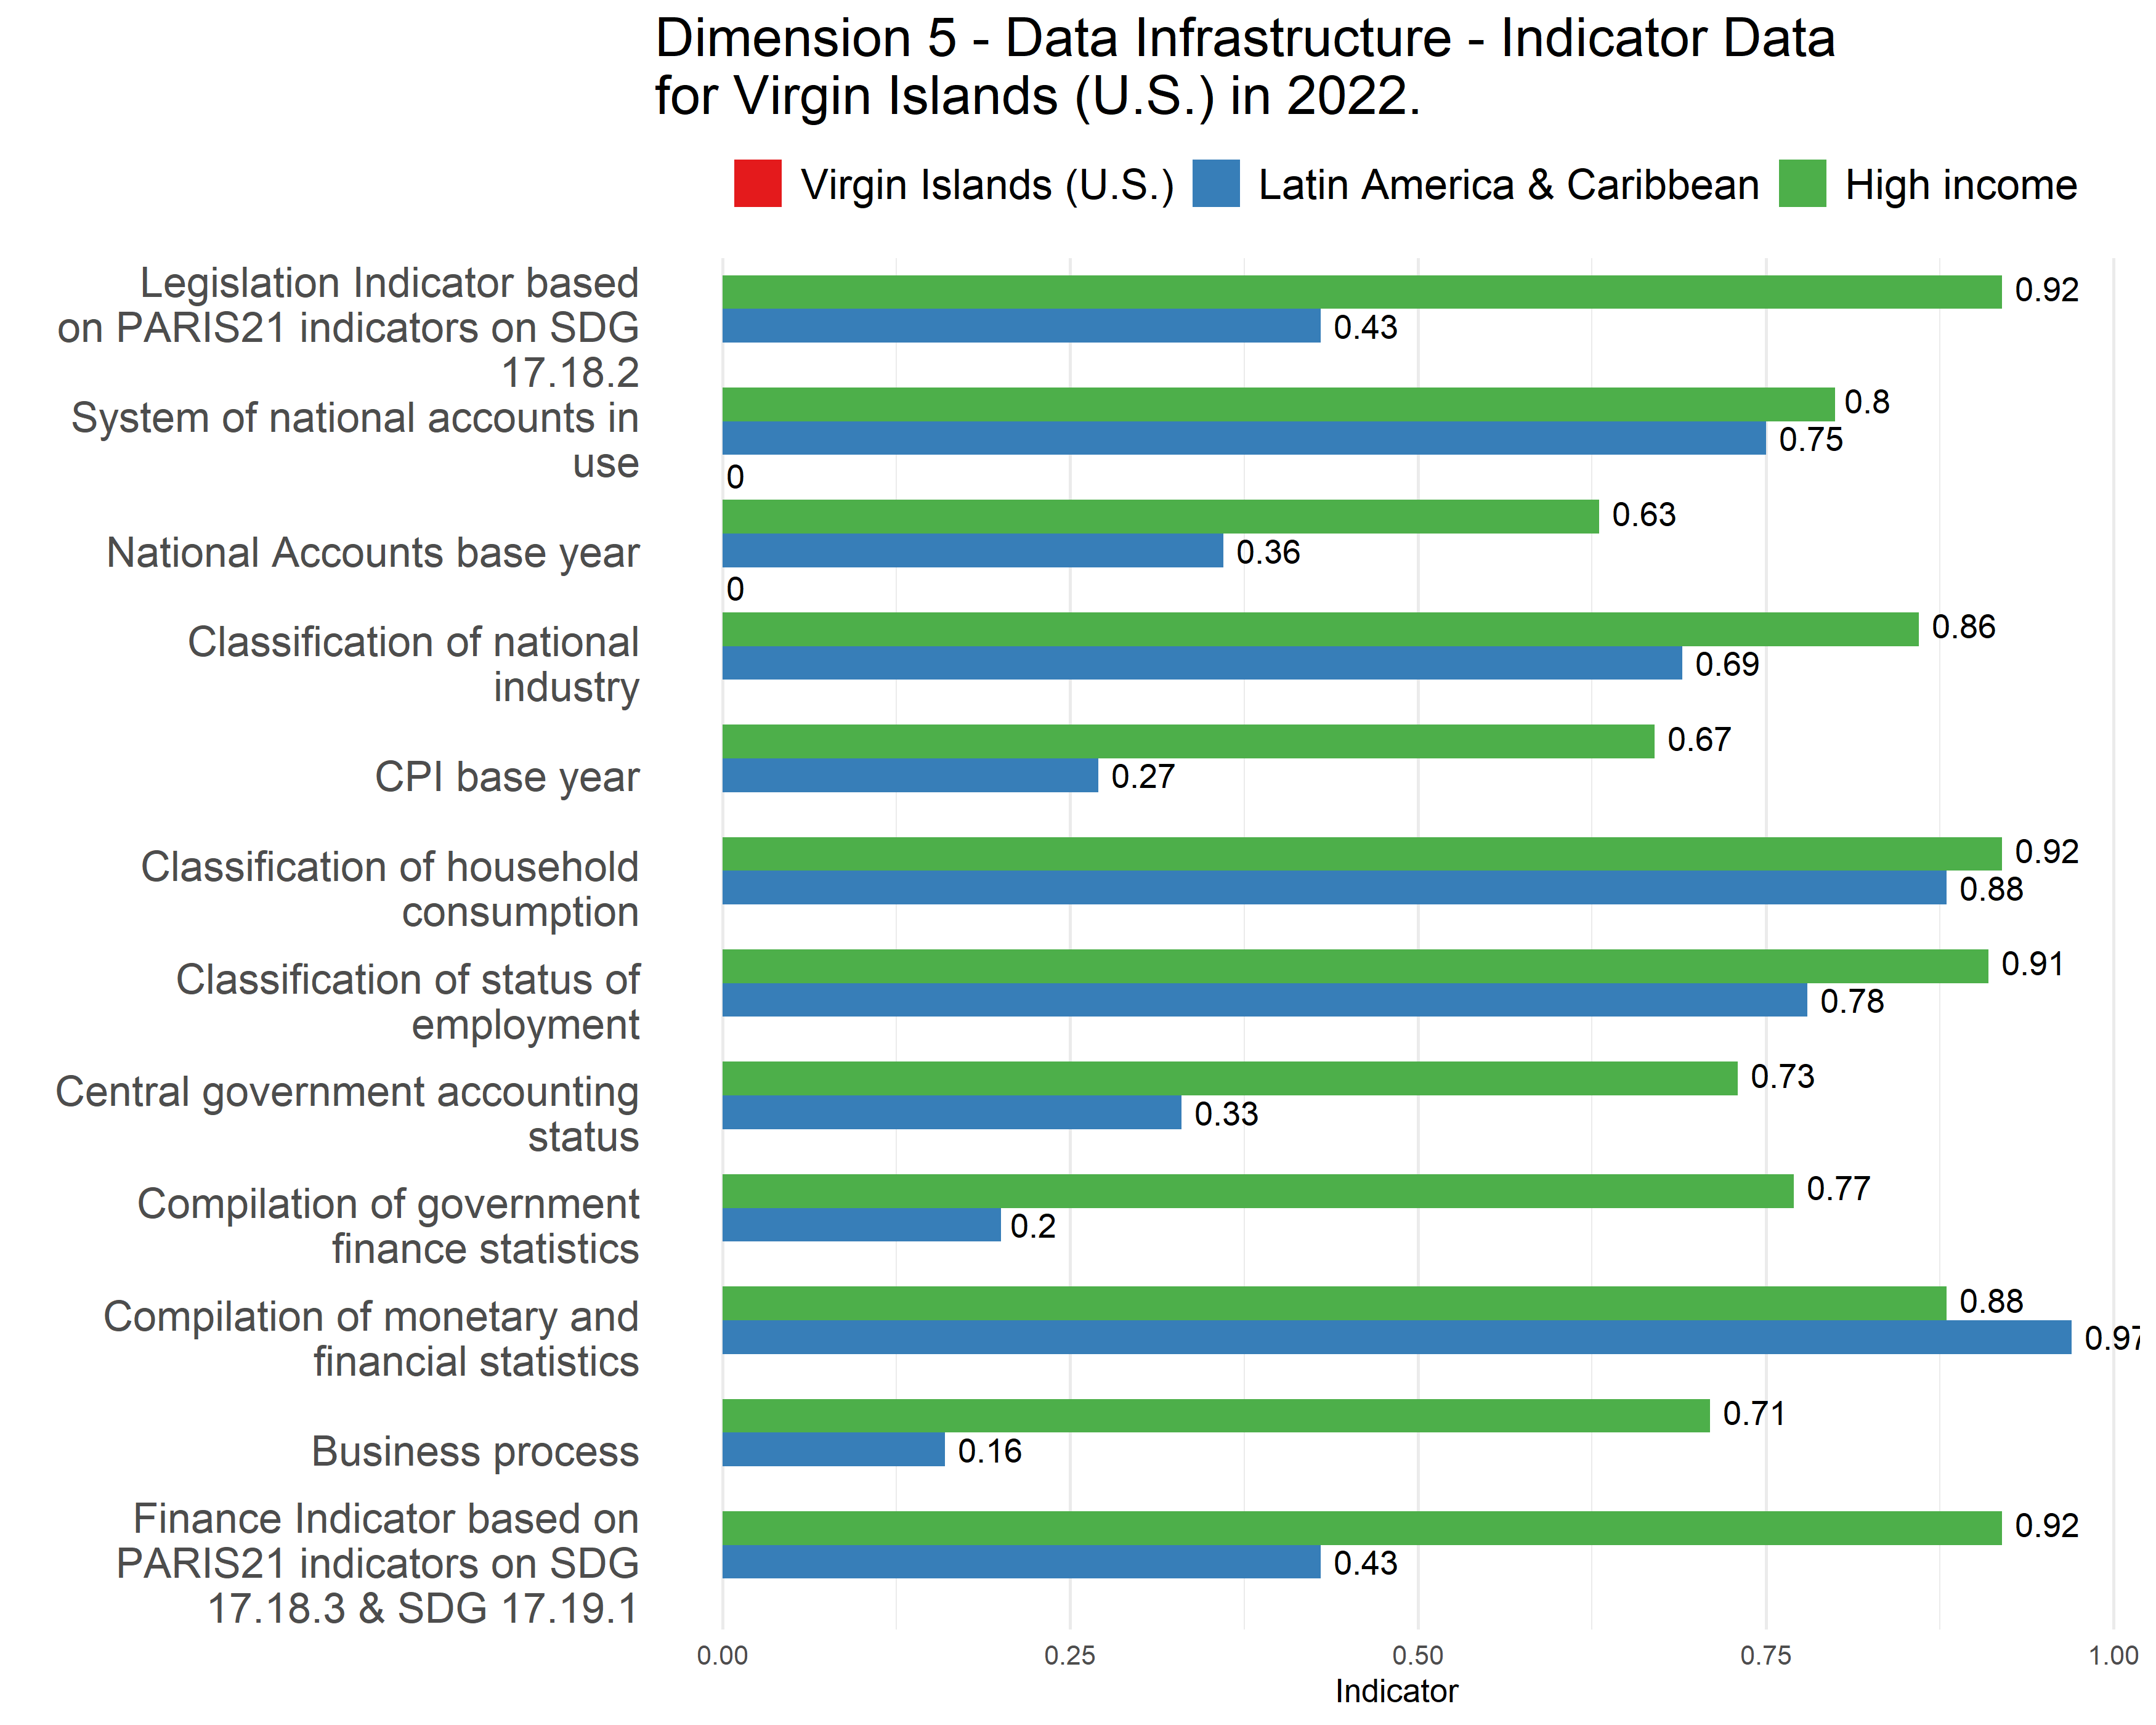 Dimension 5 - Data Infrastructure - Indicator Data
for Virgin Islands (U.S.) in 2022.
Virgin Islands (U.S.) Latin America & Caribbean High income
Legislation Indicator based
on PARIS21 indicators on SDG
17.18.2
0.92
0.43
System of national accounts in
use
0.8
0.75
0
National Accounts base year
0.63
0.36
0
Classification of national
industry
0.86
0.69
CPI base year
0.67
0.27
Classification of household
consumption
0.92
0.88
Classification of status of
employment
0.91
0.78
Central government accounting
status
0.73
0.33
Compilation of government
finance statistics
0.77
0.2
Compilation of monetary and
financial statistics
0.88
0.97
Business process
0.71
0.16
Finance Indicator based on
PARIS21 indicators on SDG
17.18.3 & SDG 17.19.1
0.92
0.43
0.00 0.25 0.50 0.75 1.00
Indicator